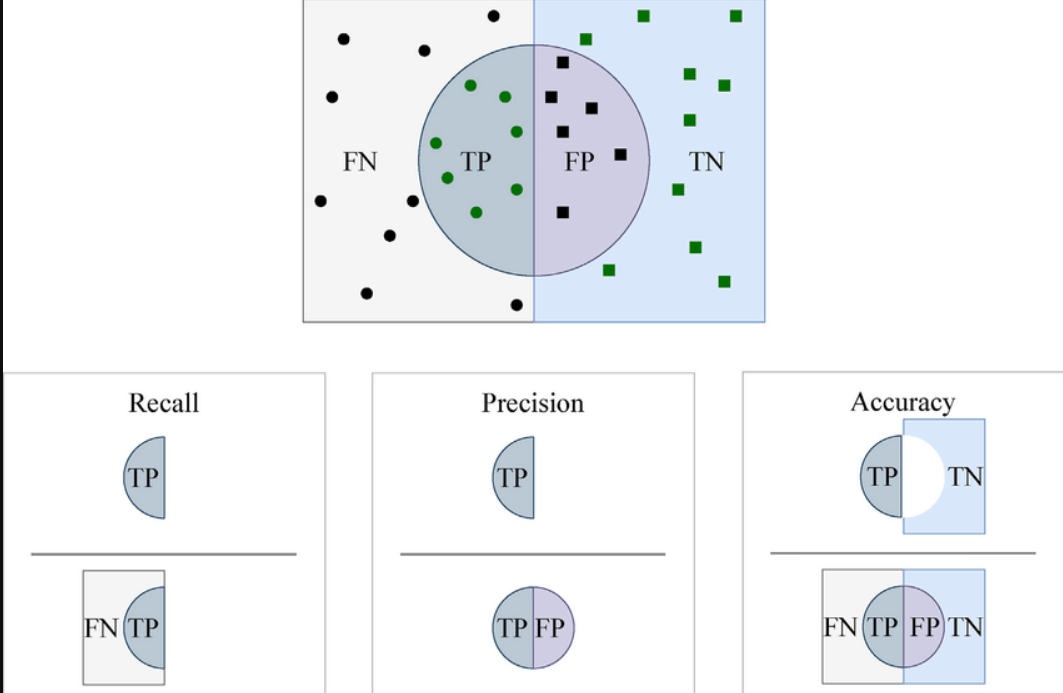 FN TP FP TN
Recall Precision Accuracy
TP TP TP TN
FN TP TP FP FN TP FP TN